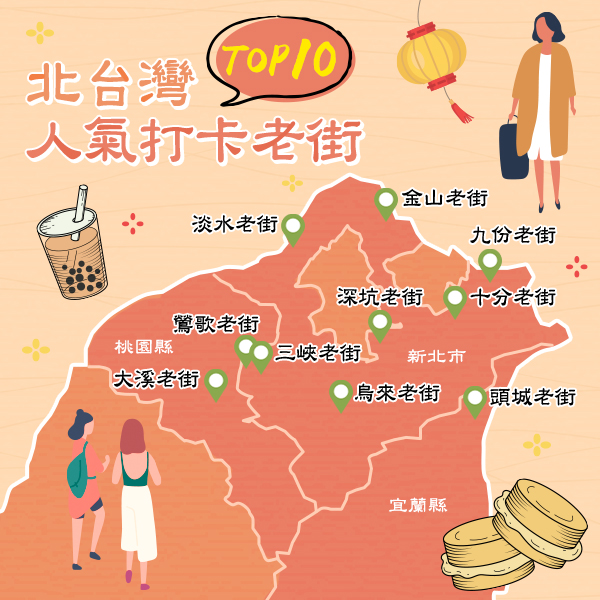 TOP10
北台灣
人氣打卡老街
金山老街
淡水老街
九份老街
深坑老街
十分老街
鶯歌老街
桃園縣
三峽老街
新北市
大溪老街
烏來老街
頭城老街
宜蘭縣